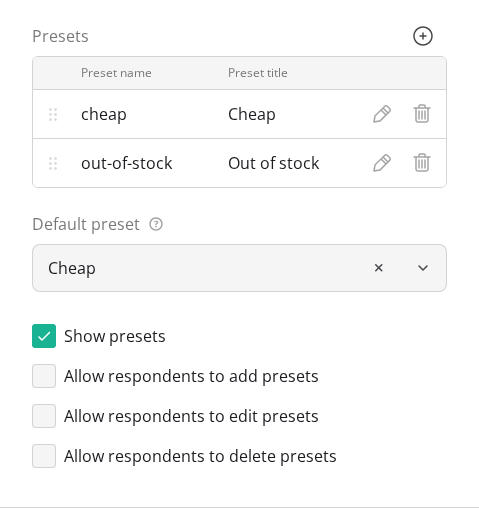 Presets
Preset name Preset title
cheap Cheap
out-of-stock Out of stock
Default preset ?
Cheap
Show presets
Allow respondents to add presets
Allow respondents to edit presets
Allow respondents to delete presets